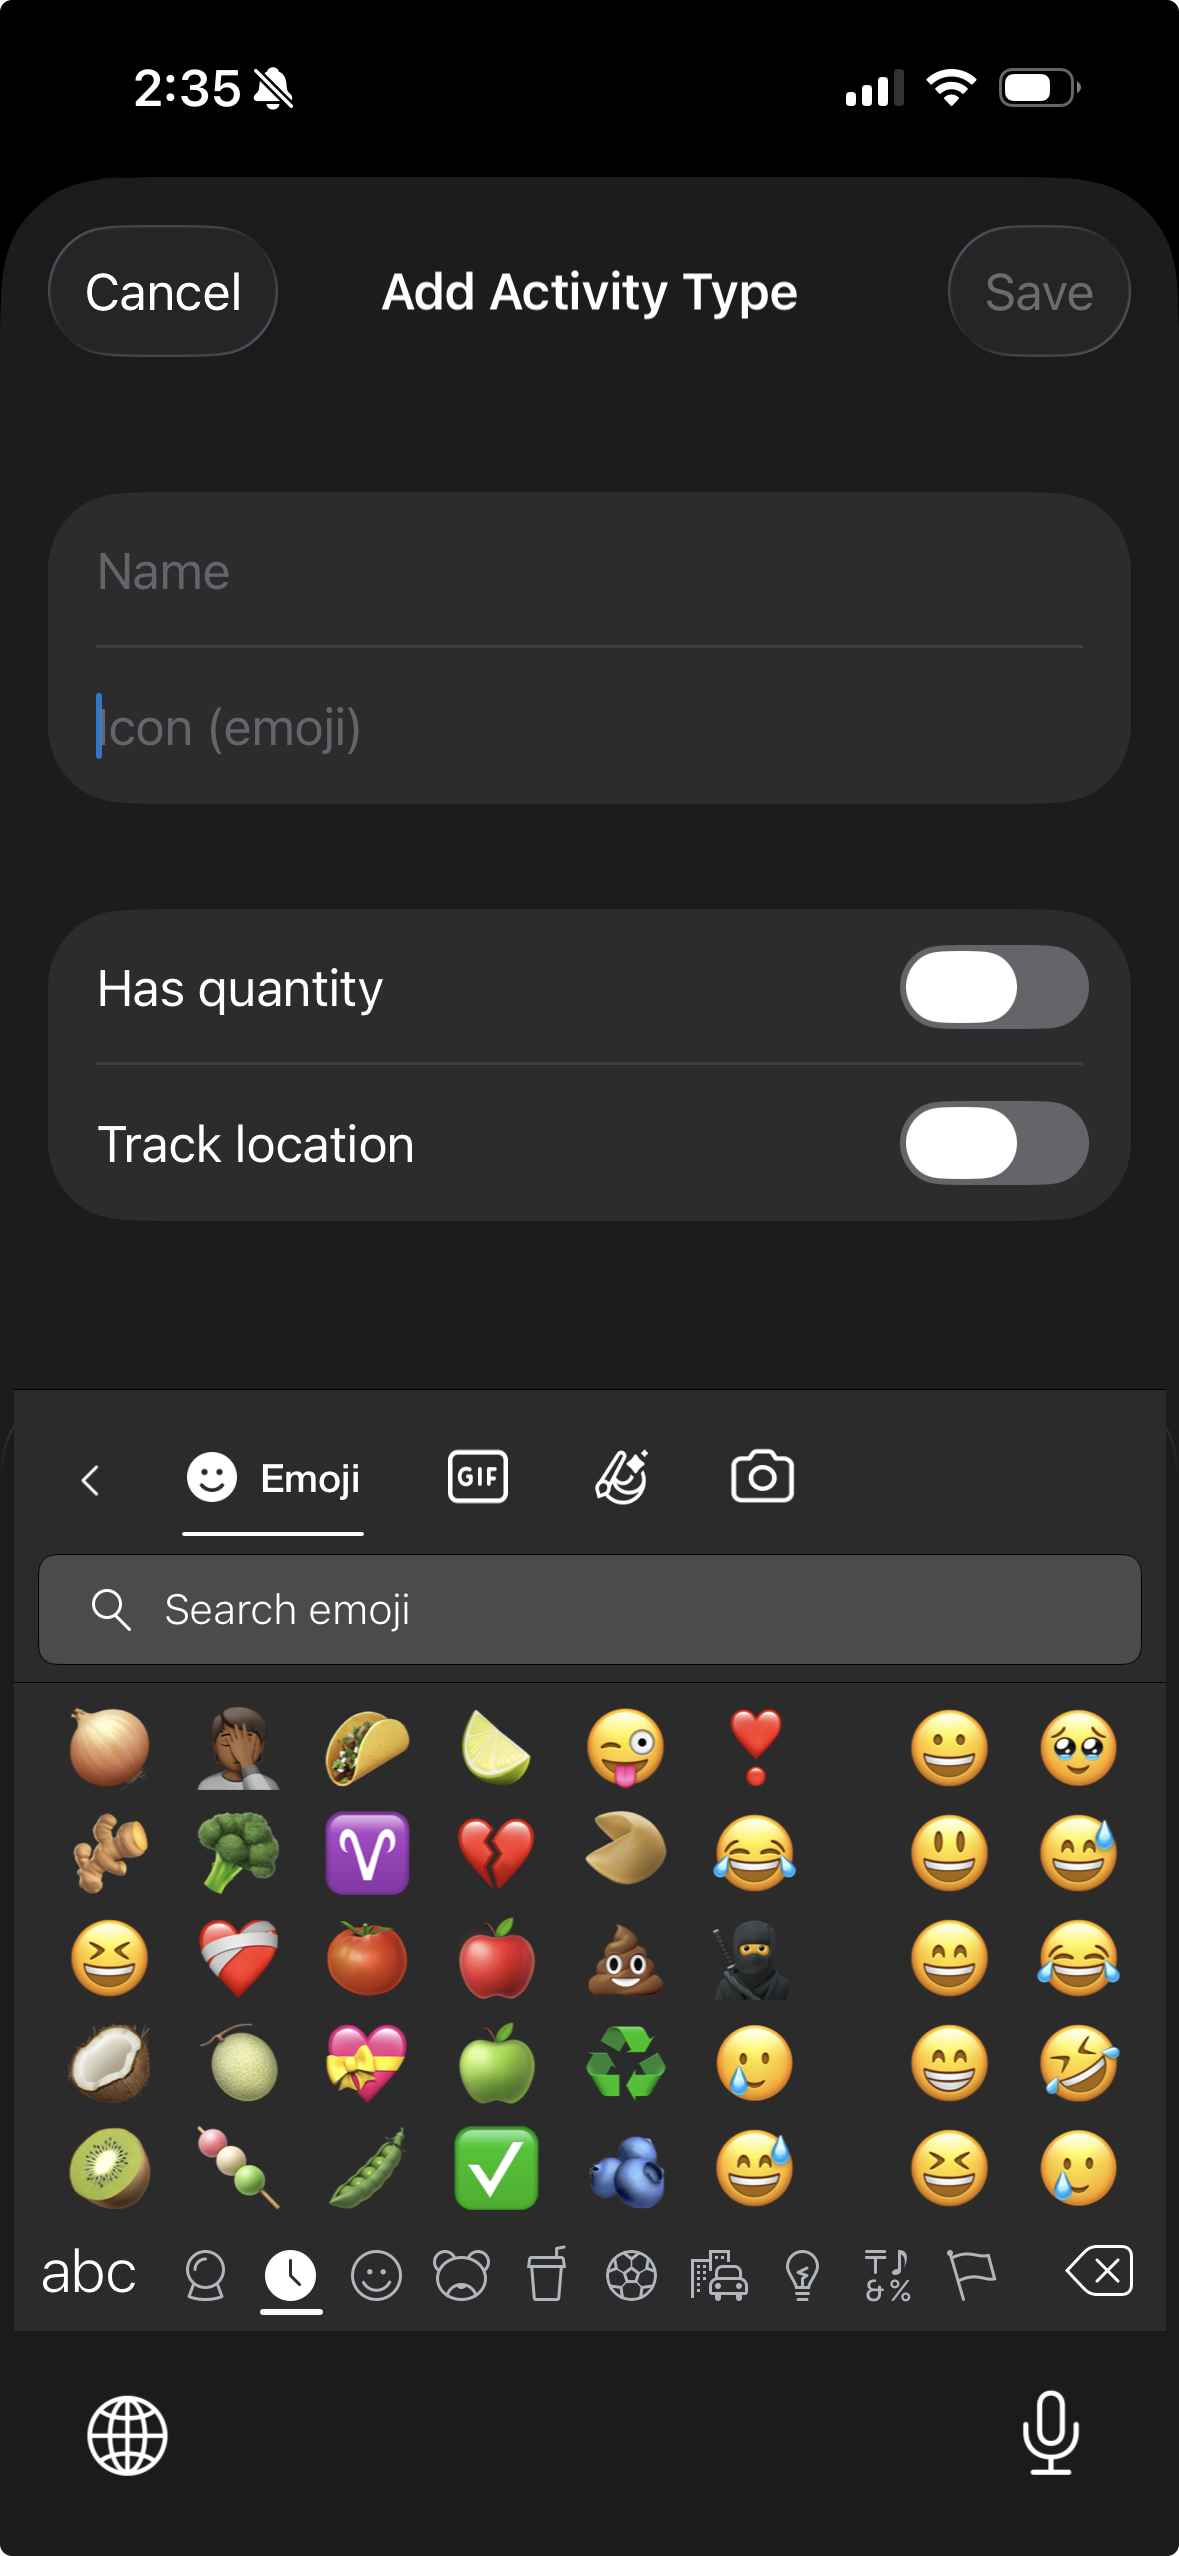 2:35
Cancel
Add Activity Type
Save
Name
Icon (emoji)
Has quantity
Track location
Emoji
GIF
Search emoji
abc